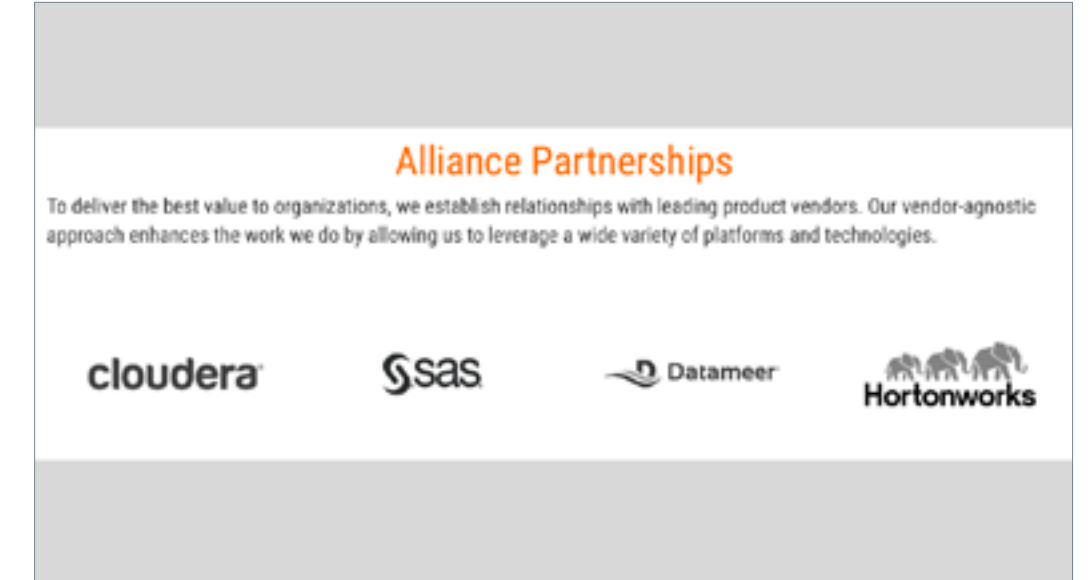 Alliance Partnerships
To deliver the best value to organizations, we establish relationships with leading product vendors. Our vendor-agnostic
approach enhances the work we do by allowing us to leverage a wide variety of platforms and technologies.
cloudera sas Datameer Hortonworks